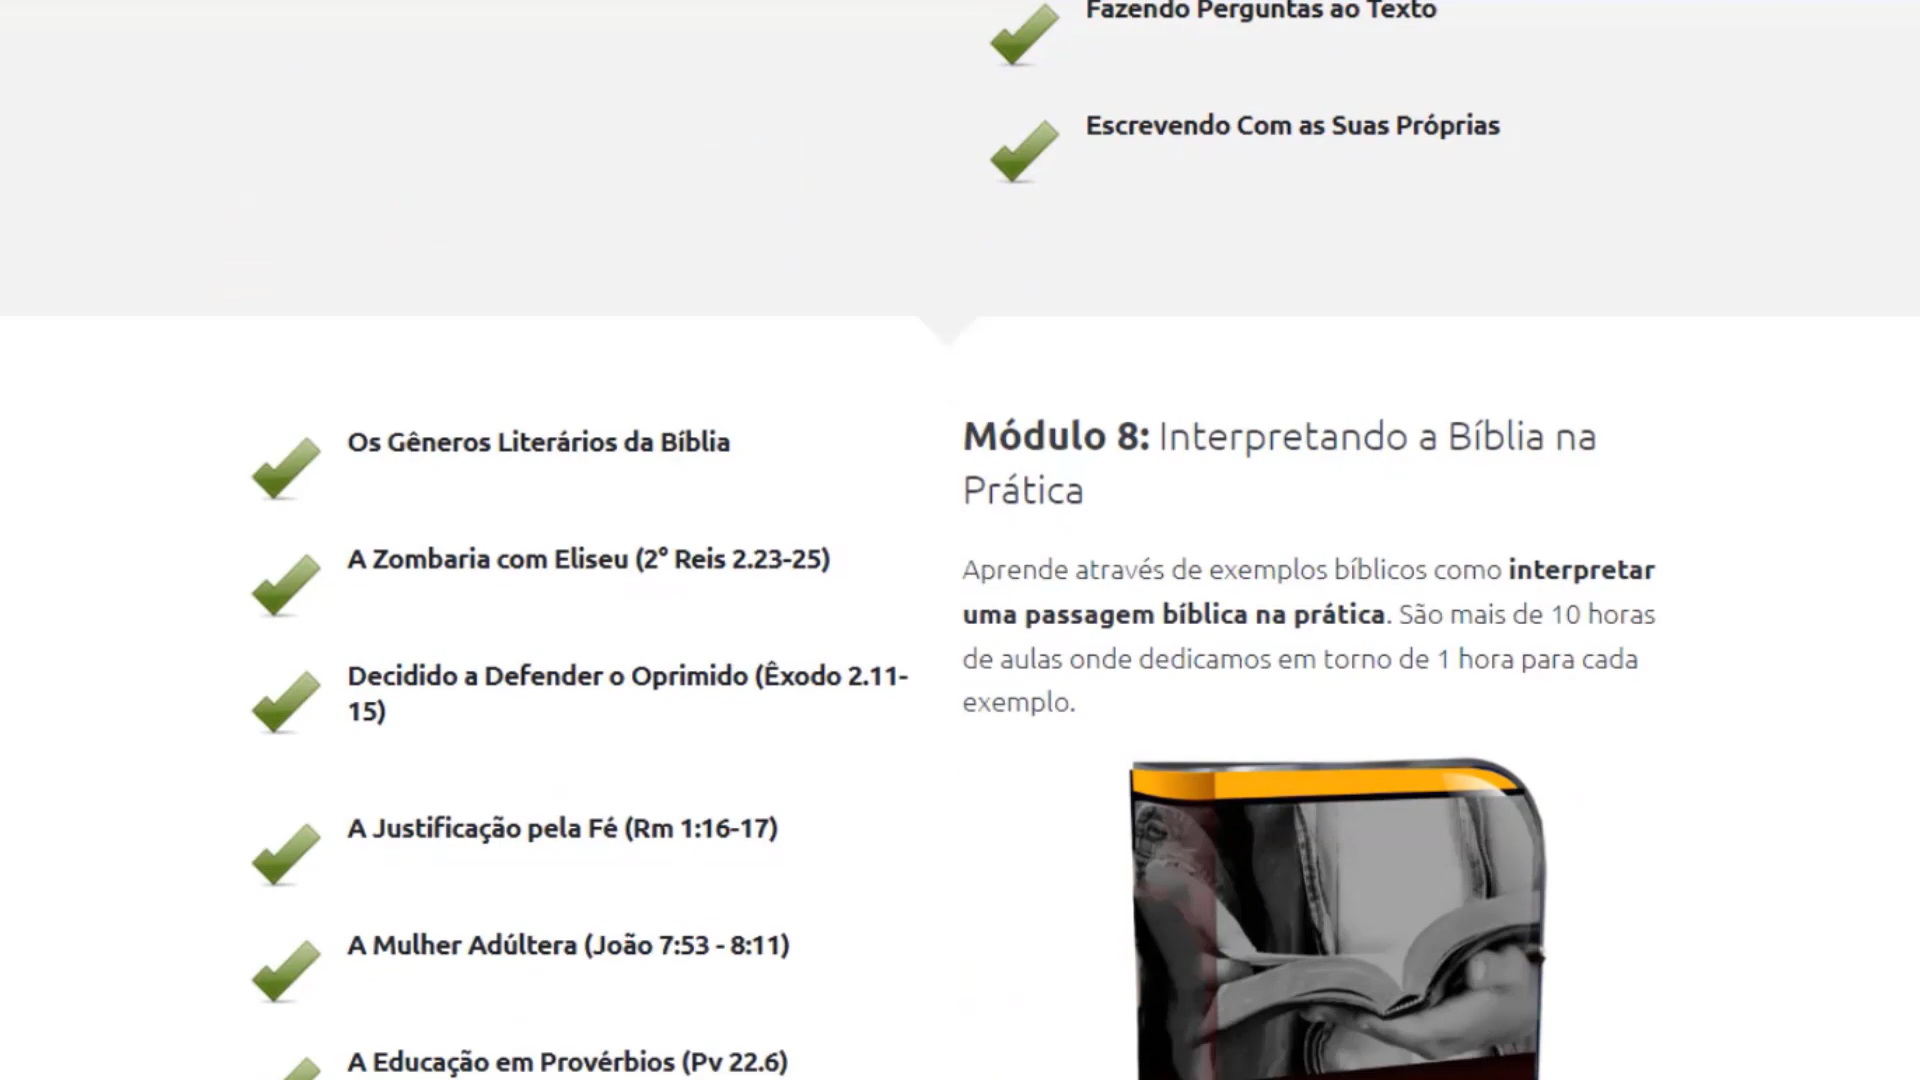 Fazendo Perguntas ao Texto
Escrevendo Com as Suas Próprias
Os Gêneros Literários da Bíblia
A Zombaria com Eliseu (2° Reis 2.23-25)
Decidido a Defender o Oprimido (Êxodo 2.11-
15)
A Justificação pela Fé (Rm 1:16-17)
A Mulher Adúltera (João 7:53 - 8:11)
A Educação em Provérbios (Pv 22.6)
Módulo 8: Interpretando a Bíblia na
Prática
Aprende através de exemplos bíblicos como interpretar
uma passagem bíblica na prática. São mais de 10 horas
de aulas onde dedicamos em torno de 1 hora para cada
exemplo.